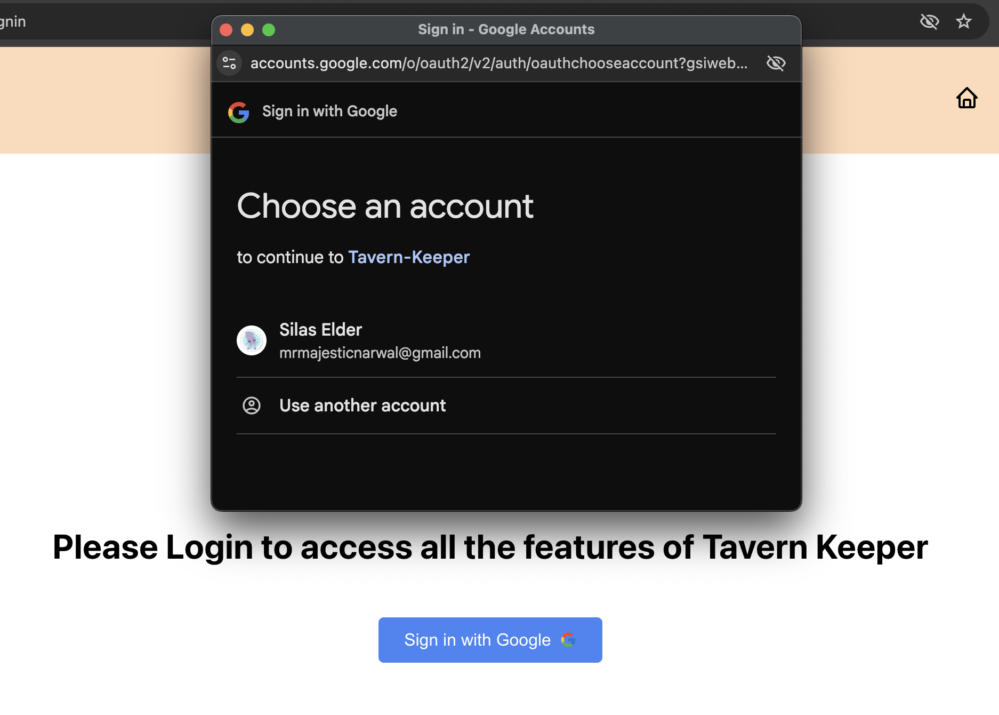 gnin
Sign in - Google Accounts
accounts.google.com/o/oauth2/v2/auth/oauthchooseaccount?gsiweb...
Sign in with Google
Choose an account
to continue to Tavern-Keeper
Silas Elder
mrmajesticnarwal@gmail.com
Use another account
Please Login to access all the features of Tavern Keeper
Sign in with Google